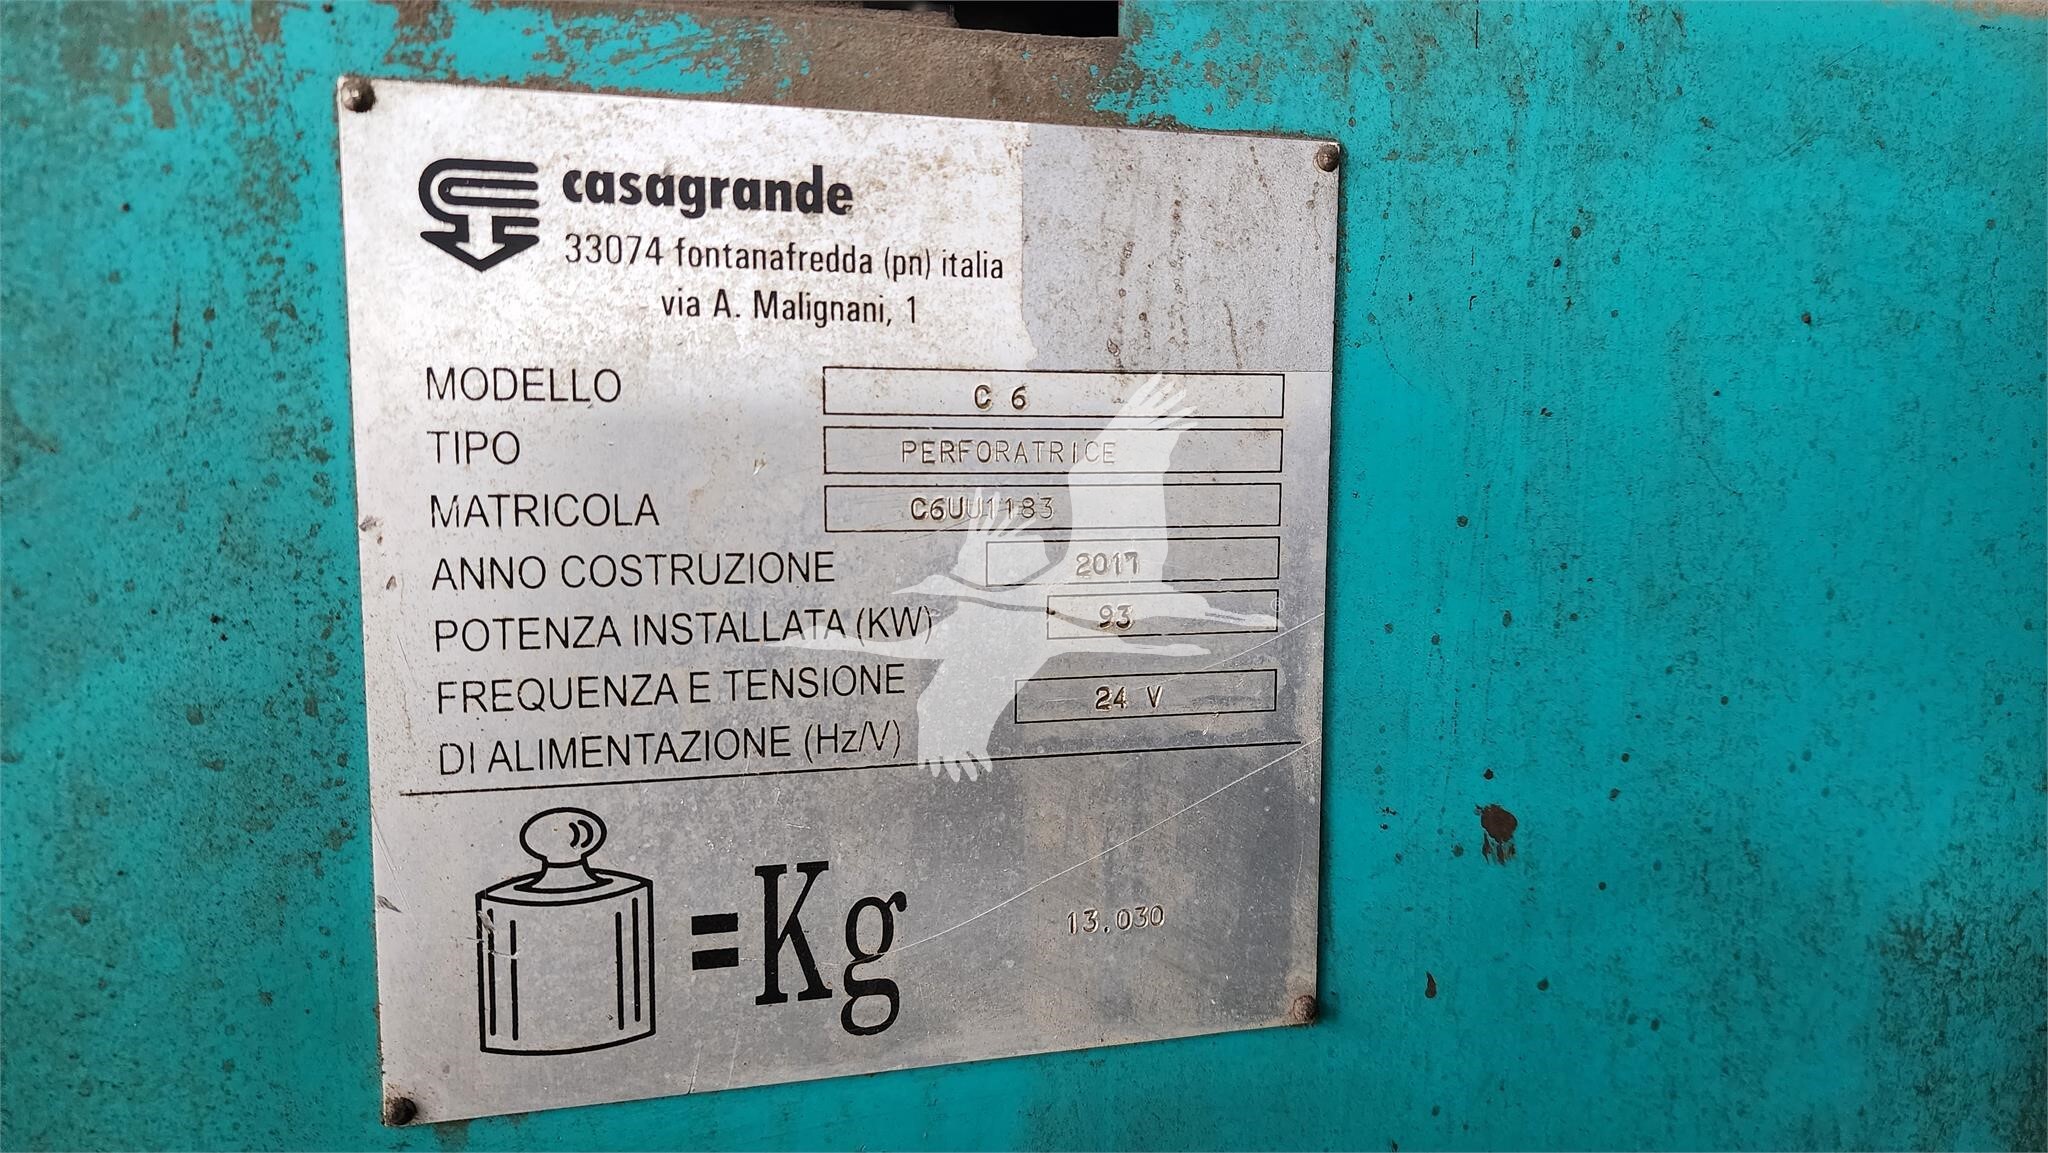 casagrande
33074 fontanafredda (pn) italia
via A. Malignani, 1
MODELLO C 6
TIPO PERFORATRICE
MATRICOLA C6UU1183
ANNO COSTRUZIONE 2017
POTENZA INSTALLATA (KW) 93
FREQUENZA E TENSIONE 24 V
DI ALIMENTAZIONE (Hz/V)
=Kg 13.030